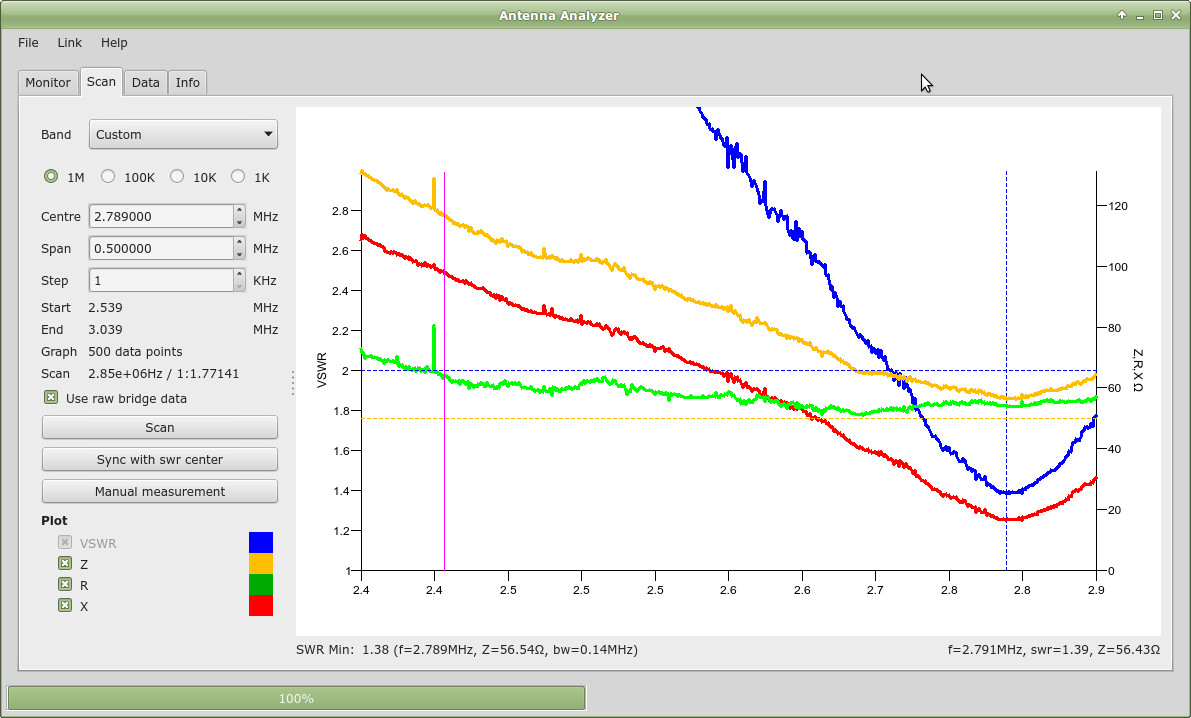 Antenna Analyzer
File Link Help
Monitor Scan Data Info
Band Custom
1M 100K 10K 1K
Centre 2.789000 MHz
Span 0.500000 MHz
Step 1 KHz
Start 2.539 MHz
End 3.039 MHz
Graph 500 data points
Scan 2.85e+06Hz / 1:1.77141
Use raw bridge data
Scan
Sync with swr center
Manual measurement
Plot
VSWR
Z
R
X
VSWR
2.8
2.6
2.4
2.2
2
1.8
1.6
1.4
1.2
1
2.4 2.4 2.5 2.5 2.5 2.6 2.6 2.7 2.8 2.8 2.9
120
100
80
60
40
20
0
Z,R,X Ω
SWR Min: 1.38 (f=2.789MHz, Z=56.54Ω, bw=0.14MHz)
f=2.791MHz, swr=1.39, Z=56.43Ω
100%